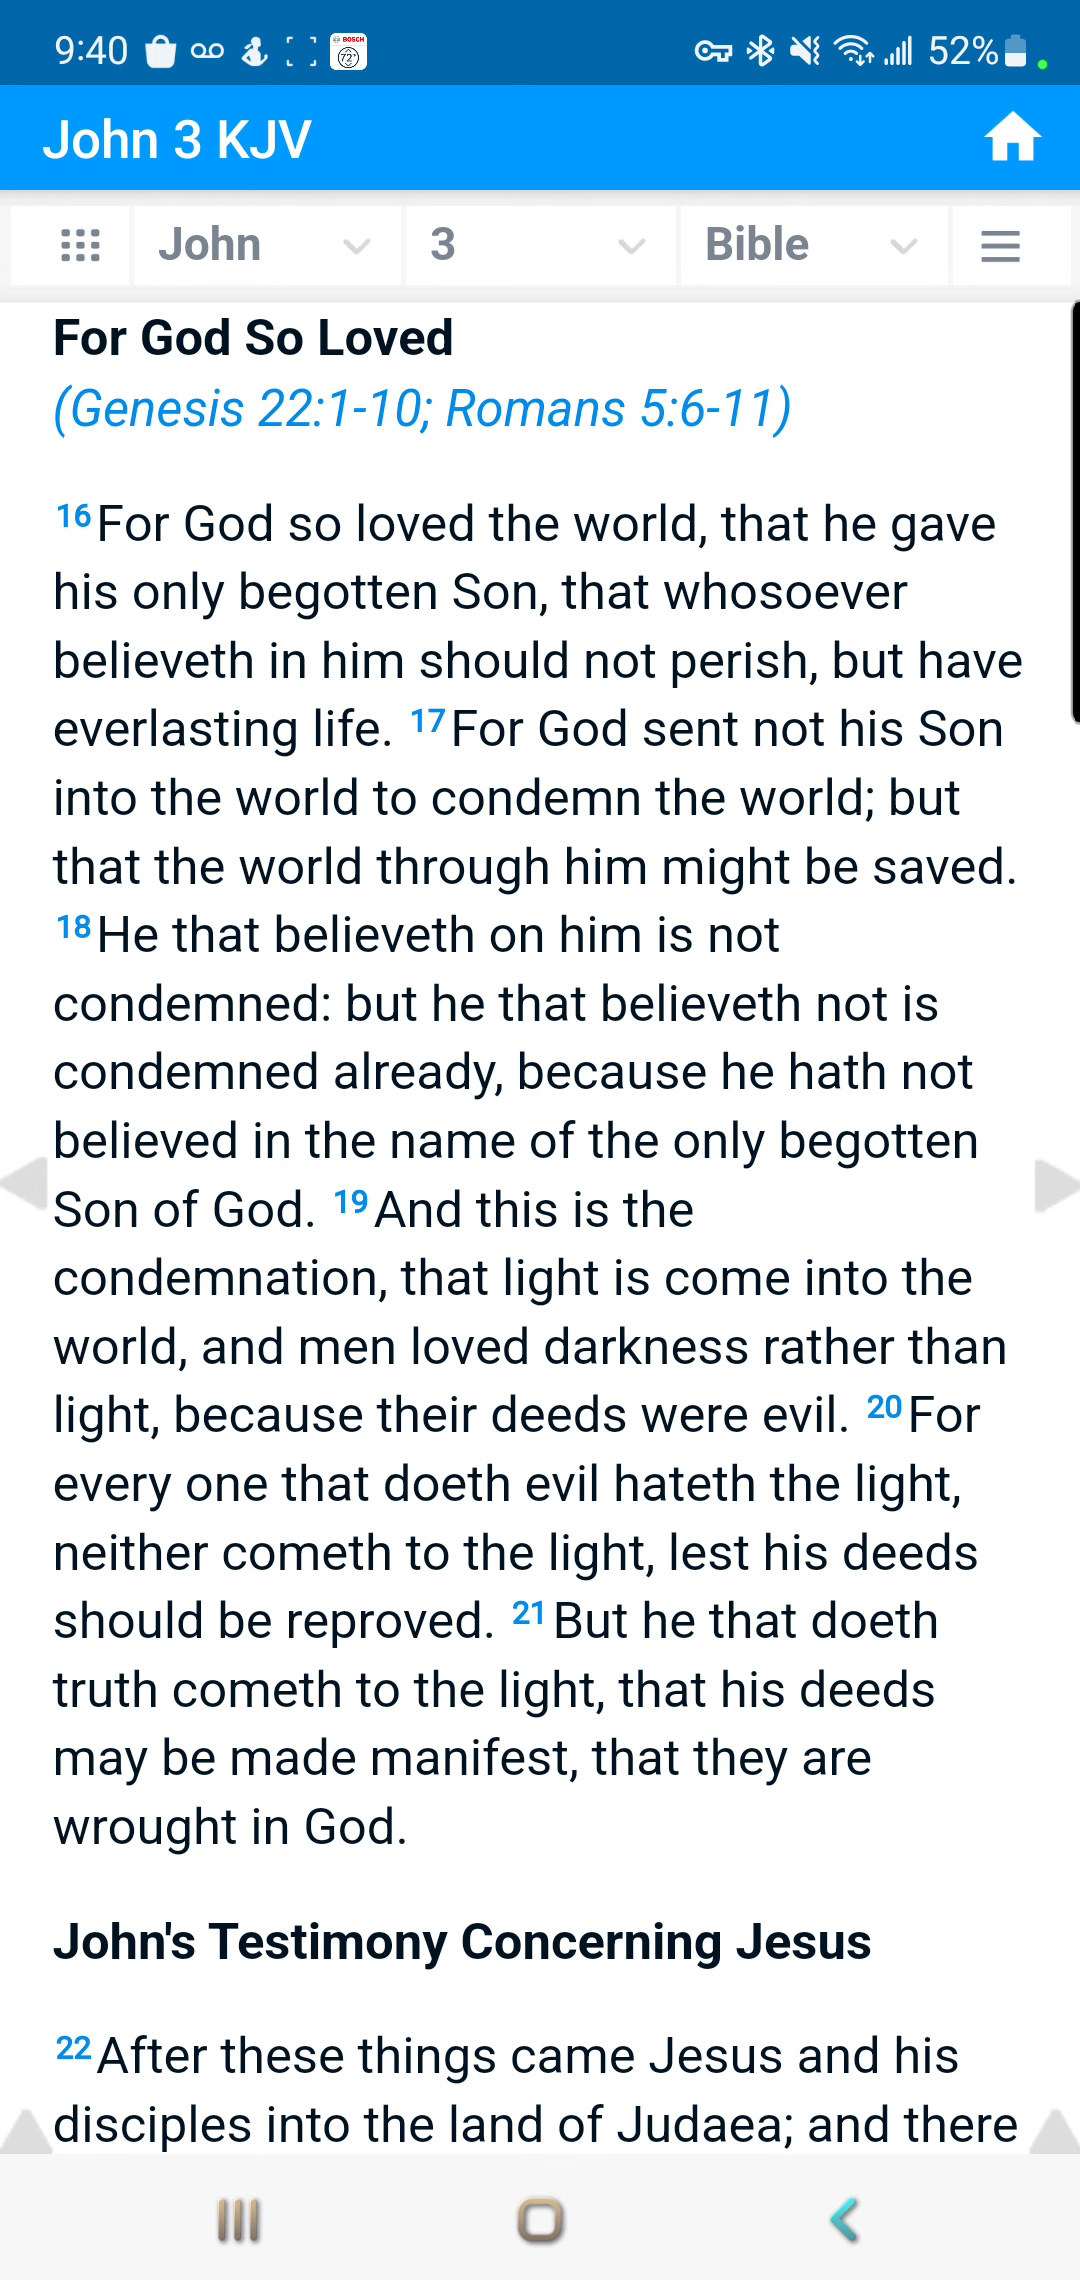 9:40
BOSCH
72°
52%
John 3 KJV
John
3
Bible
For God So Loved
(Genesis 22:1-10; Romans 5:6-11)
16 For God so loved the world, that he gave
his only begotten Son, that whosoever
believeth in him should not perish, but have
everlasting life. 17 For God sent not his Son
into the world to condemn the world; but
that the world through him might be saved.
18 He that believeth on him is not
condemned: but he that believeth not is
condemned already, because he hath not
believed in the name of the only begotten
Son of God. 19 And this is the
condemnation, that light is come into the
world, and men loved darkness rather than
light, because their deeds were evil. 20 For
every one that doeth evil hateth the light,
neither cometh to the light, lest his deeds
should be reproved. 21 But he that doeth
truth cometh to the light, that his deeds
may be made manifest, that they are
wrought in God.
John's Testimony Concerning Jesus
22 After these things came Jesus and his
disciples into the land of Judaea; and there